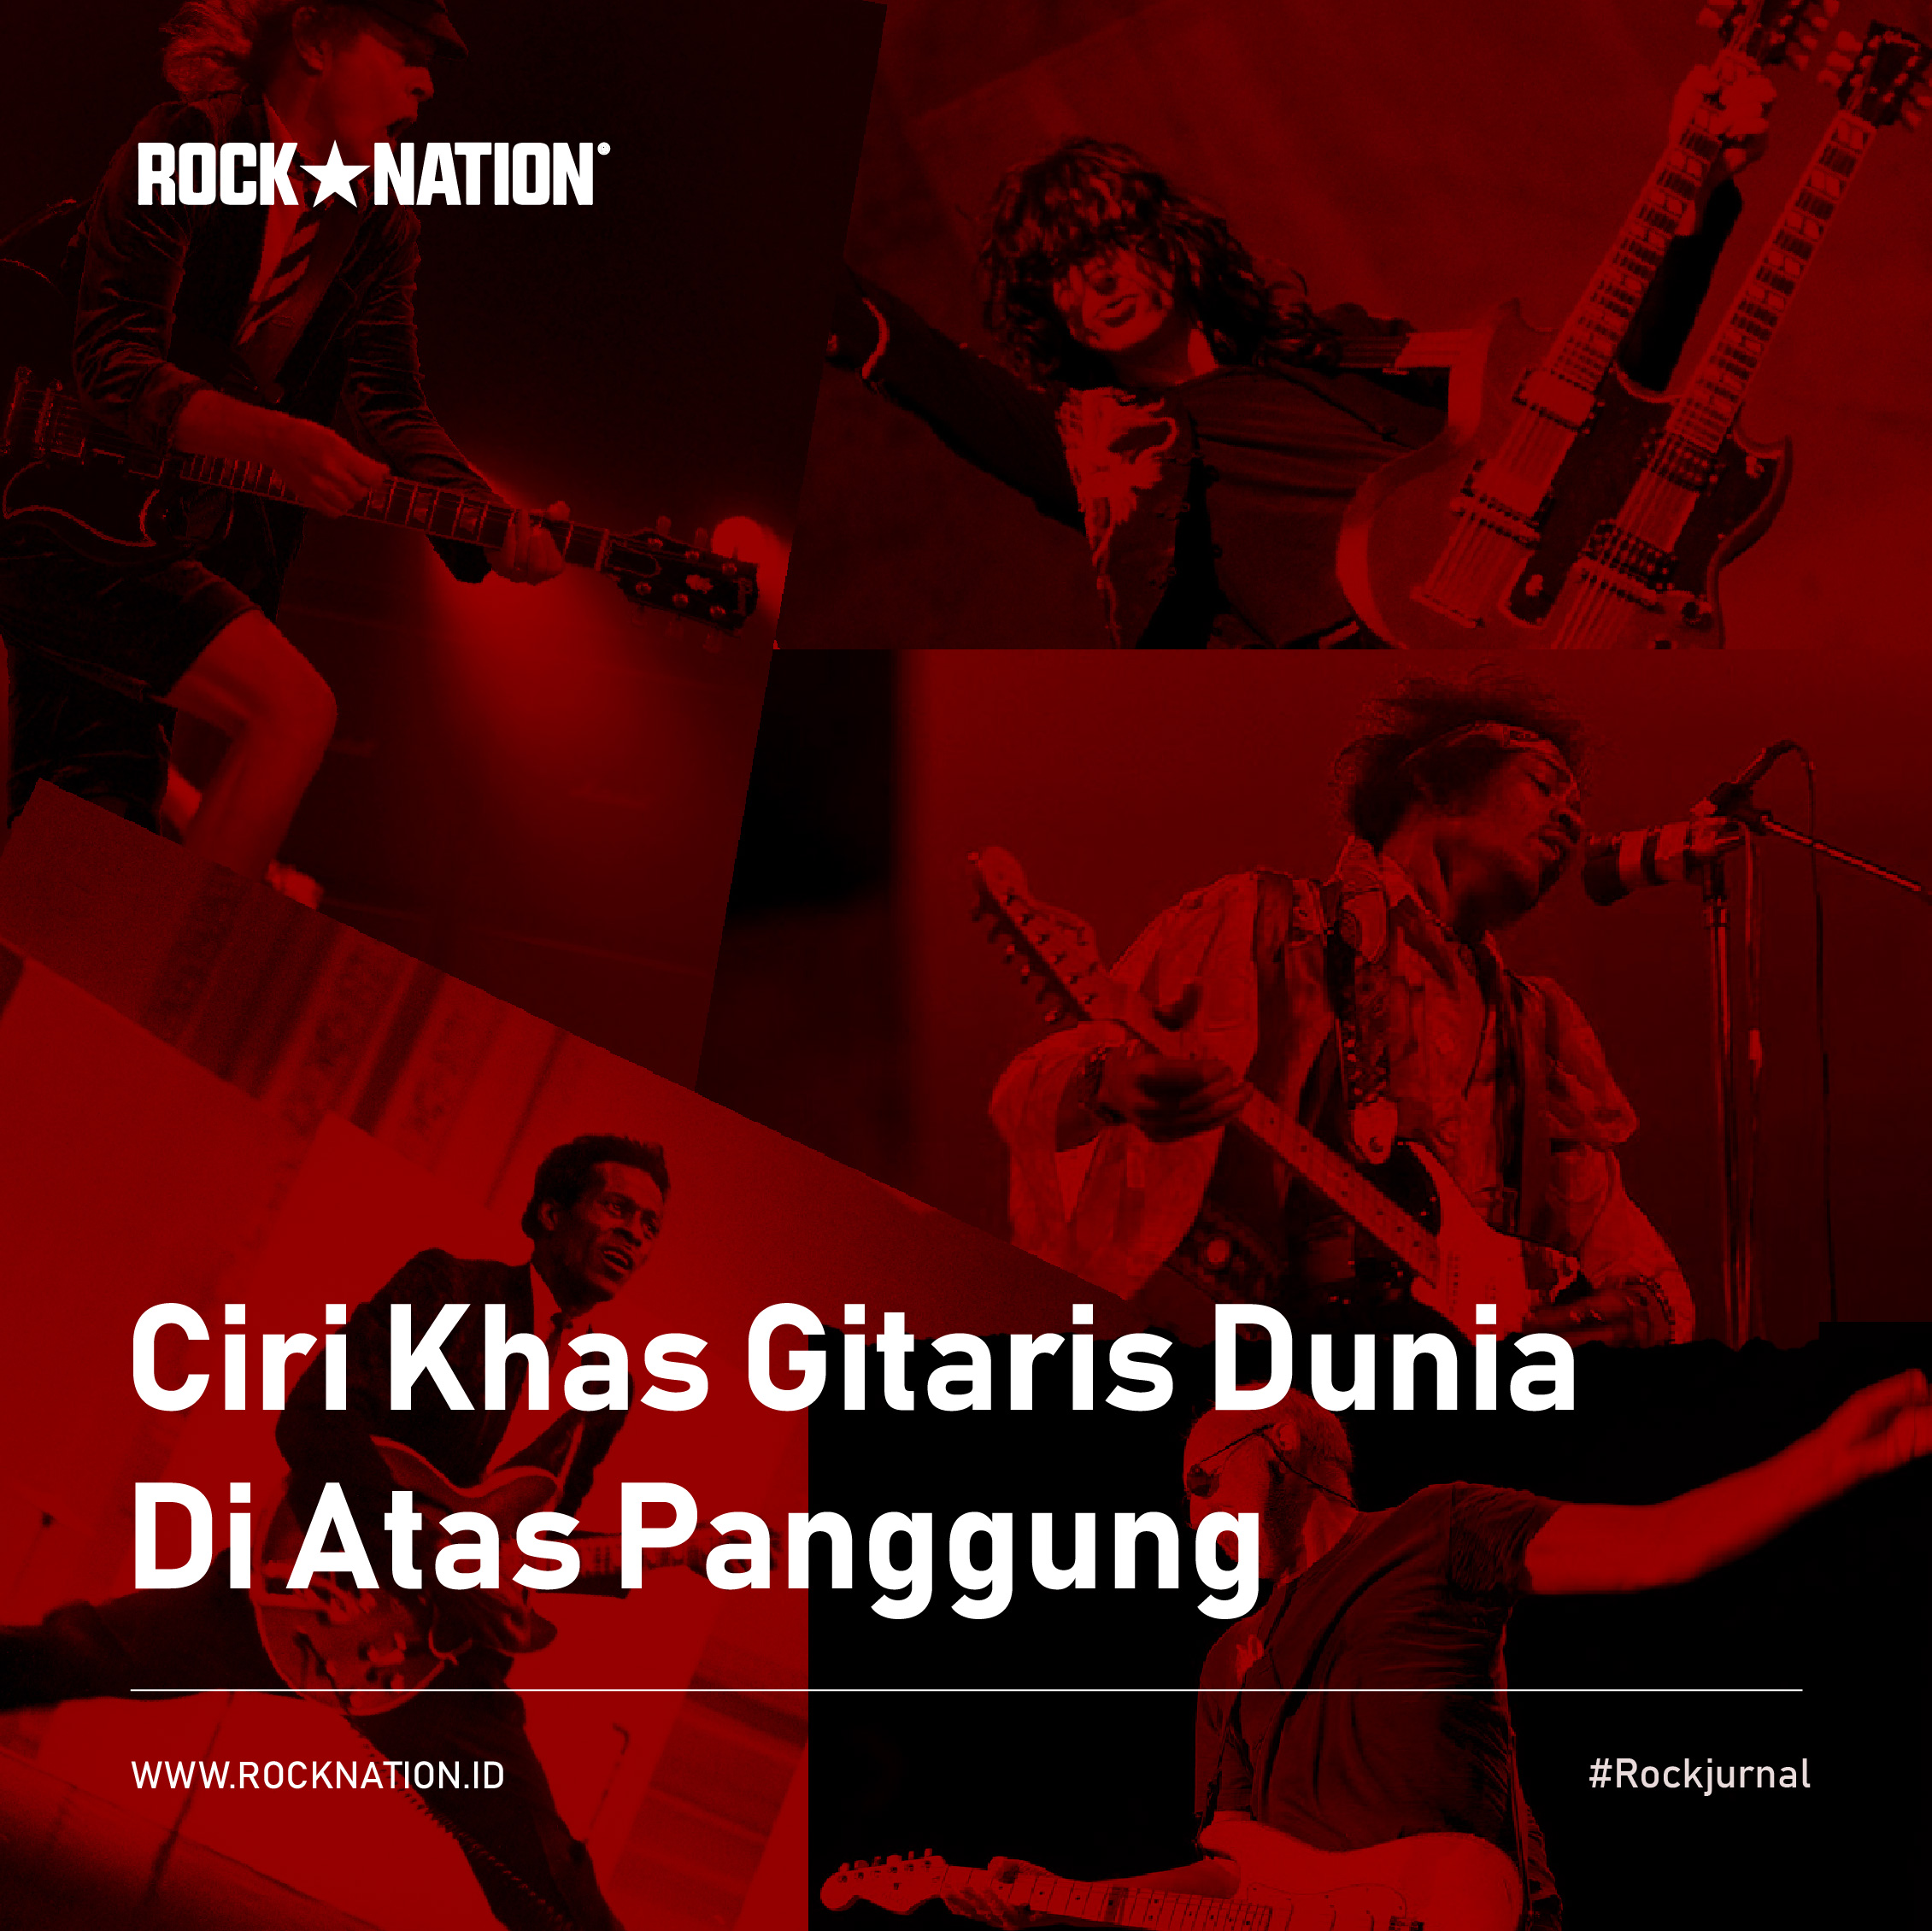 ROCK★NATION
Ciri Khas Gitaris Dunia
Di Atas Panggung
WWW.ROCKNATION.ID
#Rockjurnal